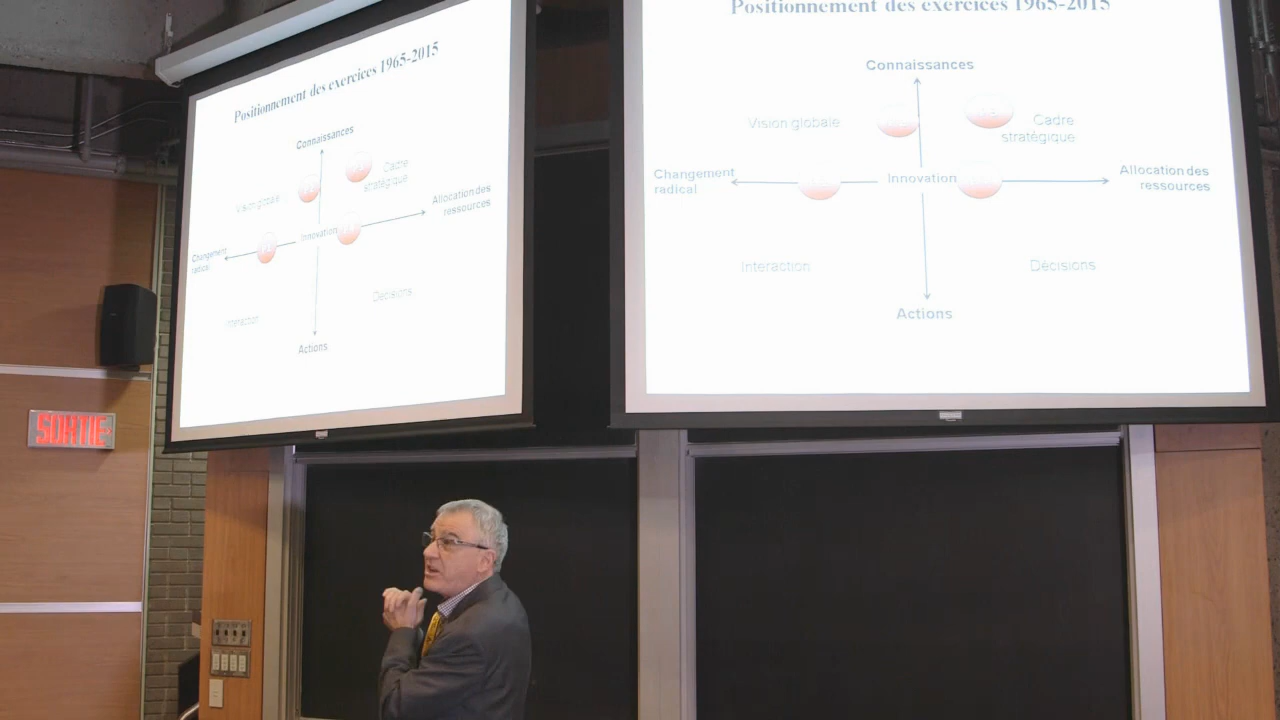 Positionnement des exercices 1965-2015
Connaissances
Vision globale
Cadre
stratégique
Allocation des
ressources
Innovation
Changement
radical
Décisions
Interaction
Actions
Positionnement des exercices 1965-2015
Connaissances
Vision globale
Cadre
stratégique
Changement
radical
Innovation
Allocation des
ressources
Interaction
Décisions
Actions
SORTIE